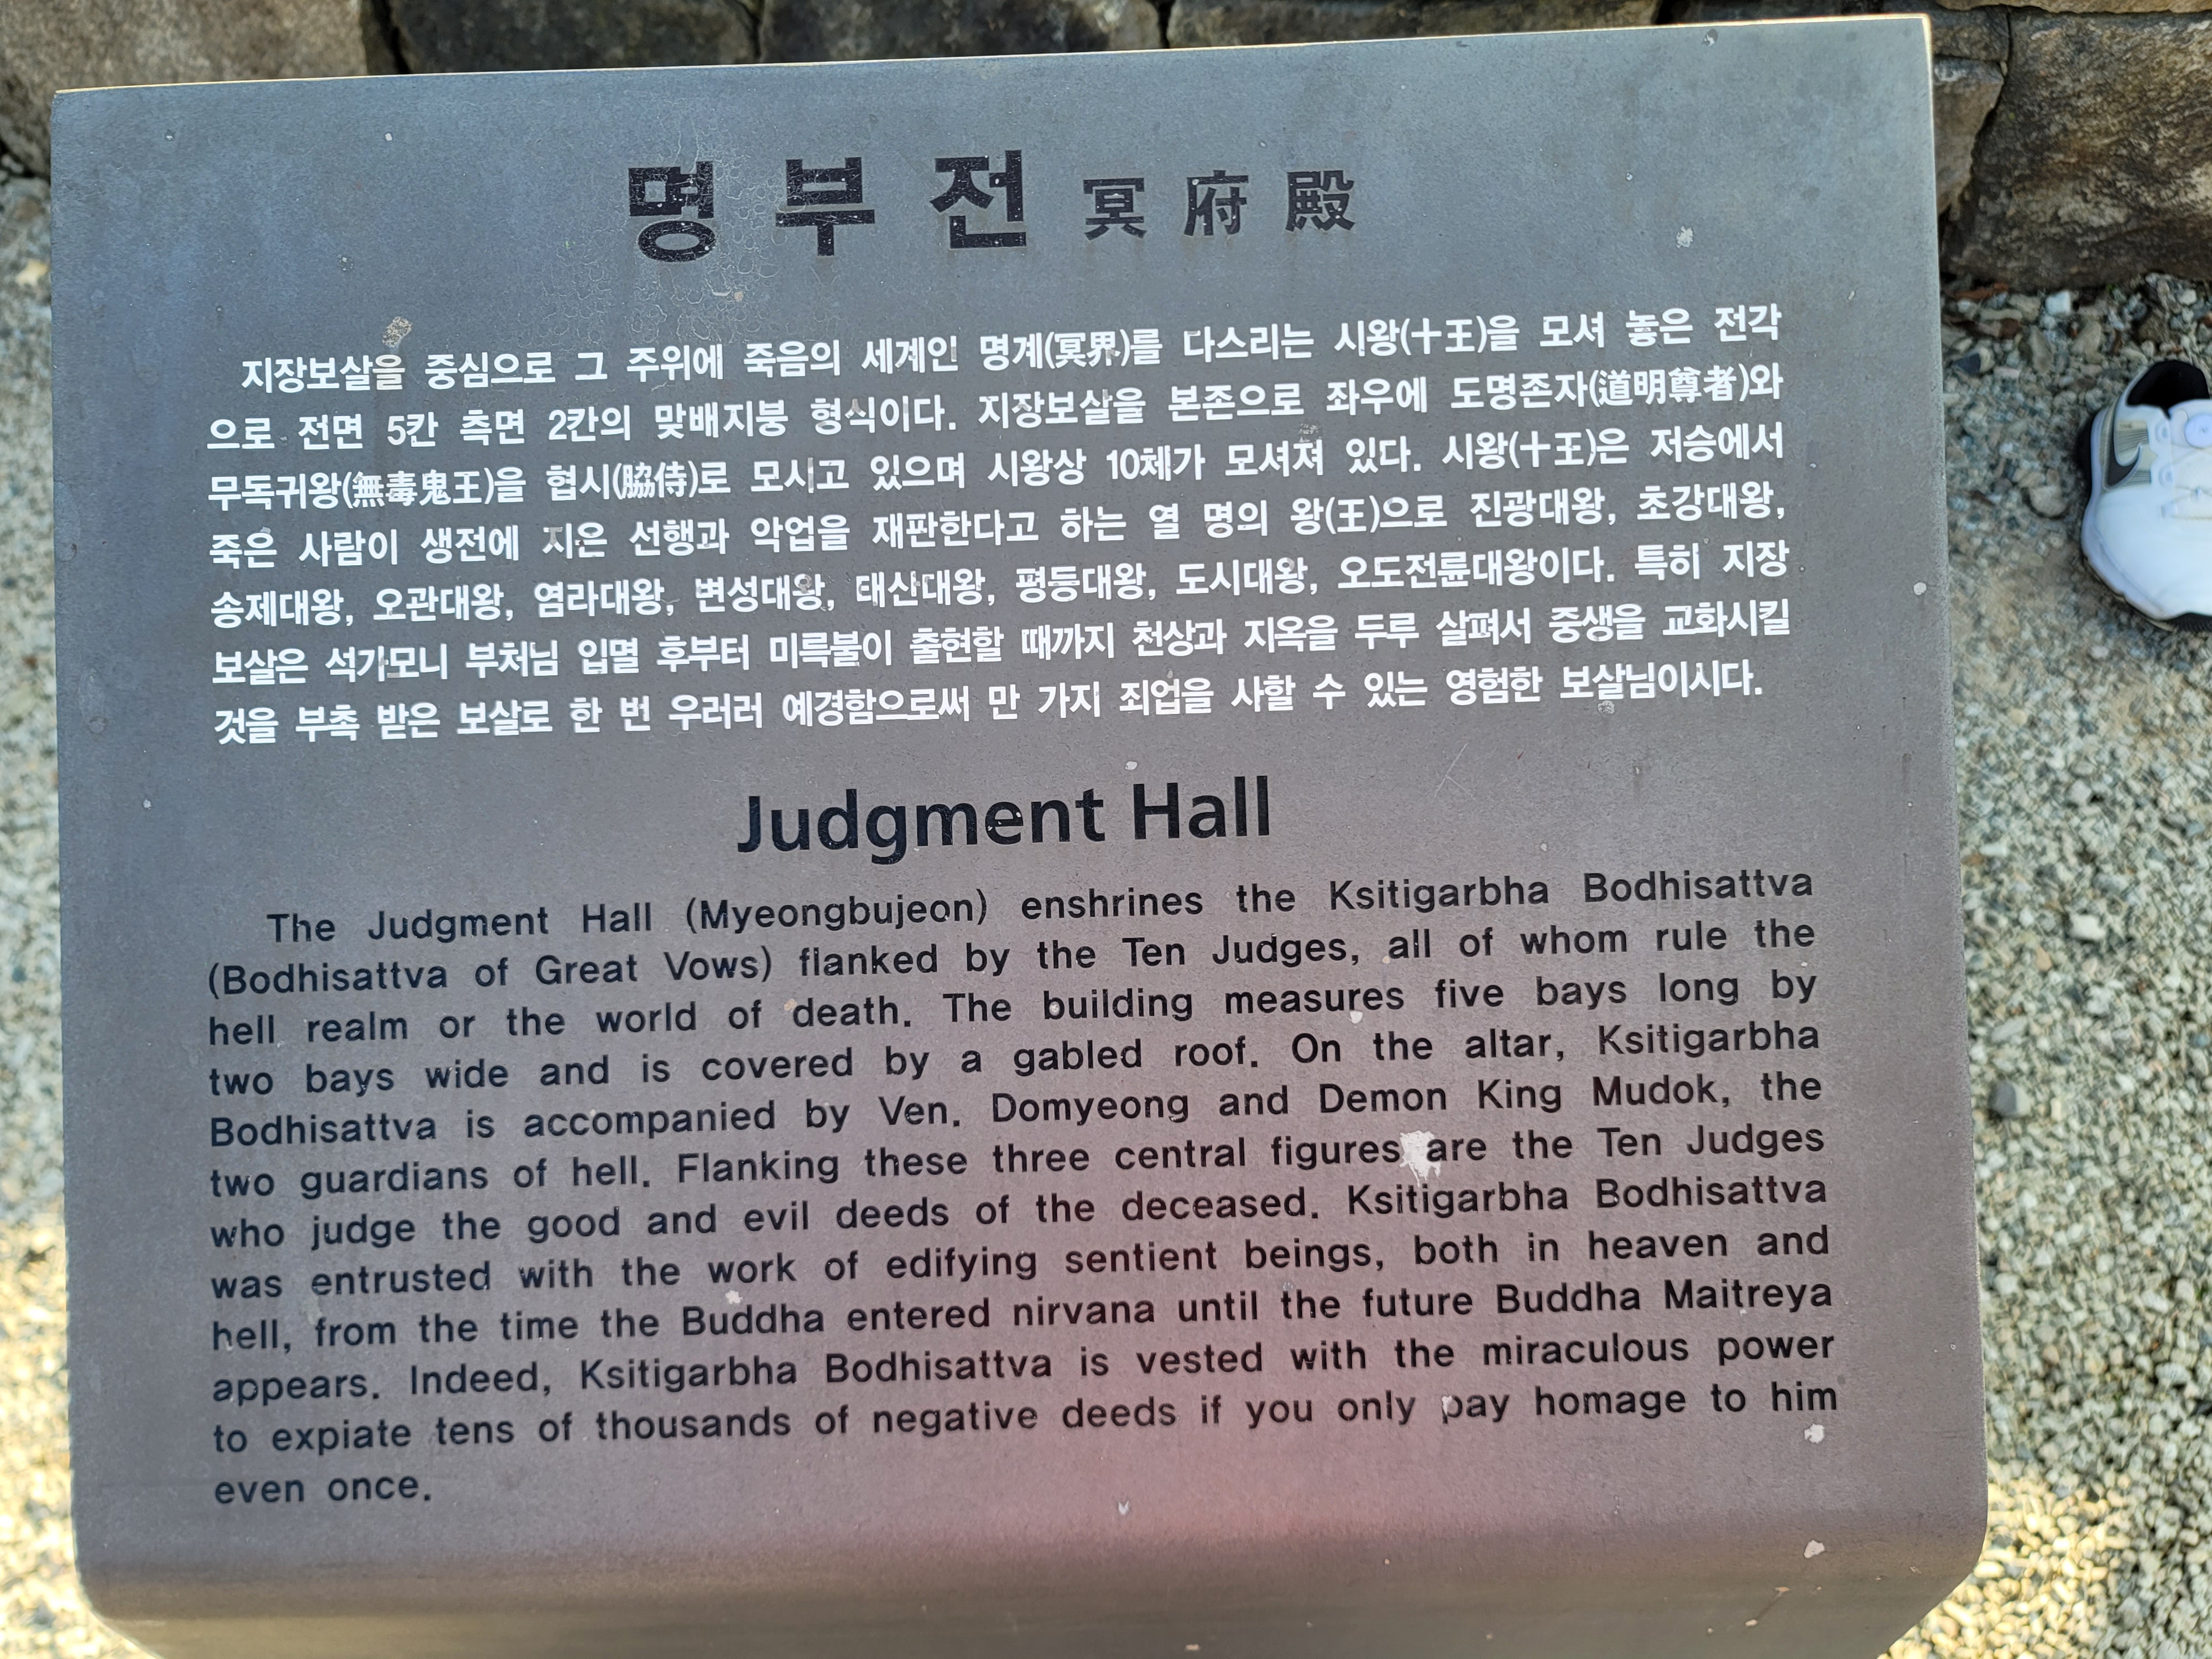 명부전 冥府殿
지장보살을 중심으로 그 주위에 죽음의 세계인 명계(冥界)를 다스리는 시왕(十王)을 모셔 놓은 전각
으로 전면 5칸 측면 2칸의 맞배지붕 형식이다. 지장보살을 본존으로 좌우에 도명존자(道明尊者)와
무독귀왕(無毒鬼王)을 협시(脇侍)로 모시고 있으며 시왕상 10체가 모셔져 있다. 시왕(十王)은 저승에서
죽은 사람이 생전에 지은 선행과 악업을 재판한다고 하는 열 명의 왕(王)으로 진광대왕, 초강대왕,
송제대왕, 오관대왕, 염라대왕, 변성대왕, 태산대왕, 평등대왕, 도시대왕, 오도전륜대왕이다. 특히 지장
보살은 석가모니 부처님 입멸 후부터 미륵불이 출현할 때까지 천상과 지옥을 두루 살펴서 중생을 교화시킬
것을 부촉 받은 보살로 한 번 우러러 예경함으로써 만 가지 죄업을 사할 수 있는 영험한 보살님이시다.
Judgment Hall
The Judgment Hall (Myeongbujeon) enshrines the Ksitigarbha Bodhisattva
(Bodhisattva of Great Vows) flanked by the Ten Judges, all of whom rule the
hell realm or the world of death. The building measures five bays long by
two bays wide and is covered by a gabled roof. On the altar, Ksitigarbha
Bodhisattva is accompanied by Ven. Domyeong and Demon King Mudok, the
two guardians of hell. Flanking these three central figures are the Ten Judges
who judge the good and evil deeds of the deceased. Ksitigarbha Bodhisattva
was entrusted with the work of edifying sentient beings, both in heaven and
hell, from the time the Buddha entered nirvana until the future Buddha Maitreya
appears. Indeed, Ksitigarbha Bodhisattva is vested with the miraculous power
to expiate tens of thousands of negative deeds if you only pay homage to him
even once.